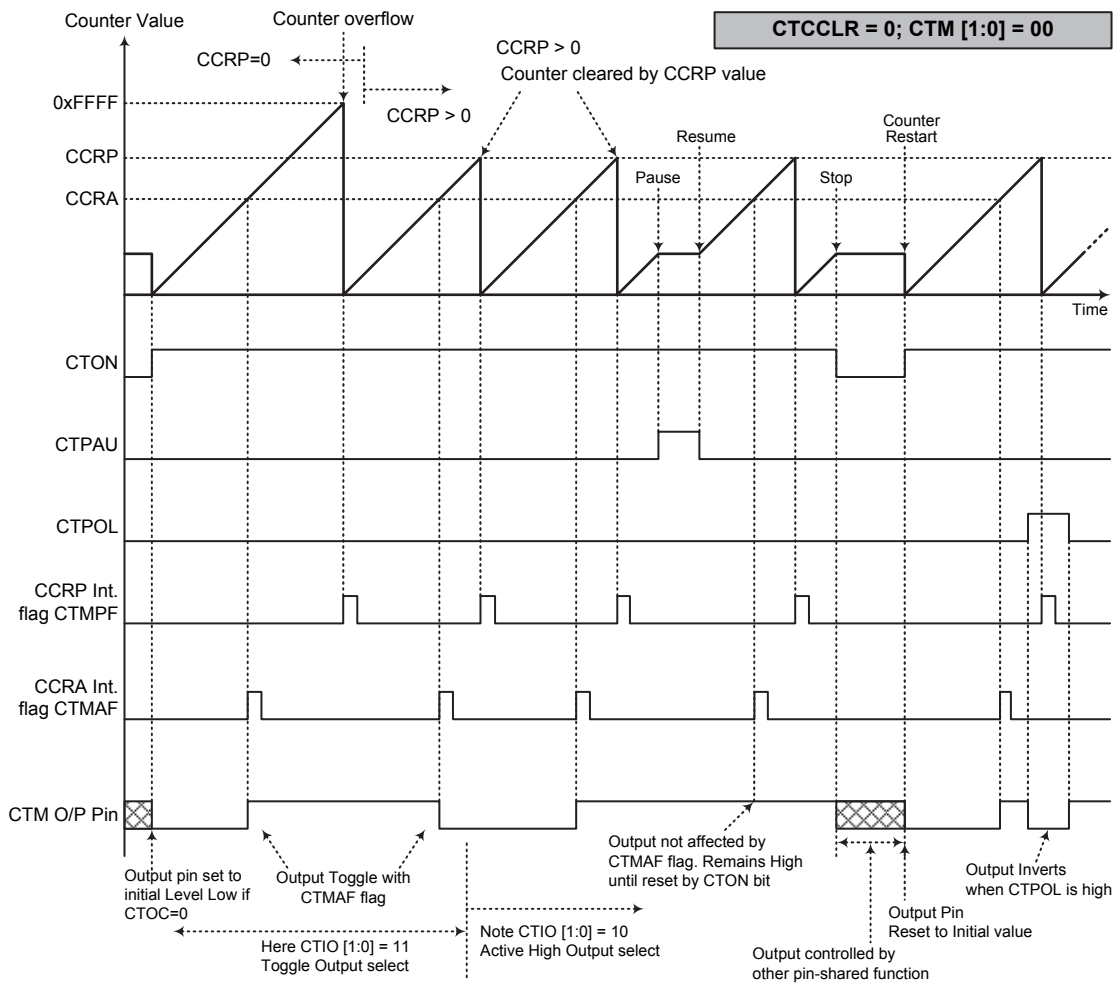 Counter Value
Counter overflow
CTCCLR = 0; CTM [1:0] = 00
CCRP=0
CCRP > 0
CCRP > 0
Counter cleared by CCRP value
0xFFFF
CCRP
CCRA
Pause
Resume
Stop
Counter
Restart
Time
CTON
CTPAU
CTPOL
CCRP Int.
flag CTMPF
CCRA Int.
flag CTMAF
CTM O/P Pin
Output pin set to
initial Level Low if
CTOC=0
Output Toggle with
CTMAF flag
Here CTIO [1:0] = 11
Toggle Output select
Note CTIO [1:0] = 10
Active High Output select
Output not affected by
CTMAF flag. Remains High
until reset by CTON bit
Output controlled by
other pin-shared function
Output Pin
Reset to Initial value
Output Inverts
when CTPOL is high